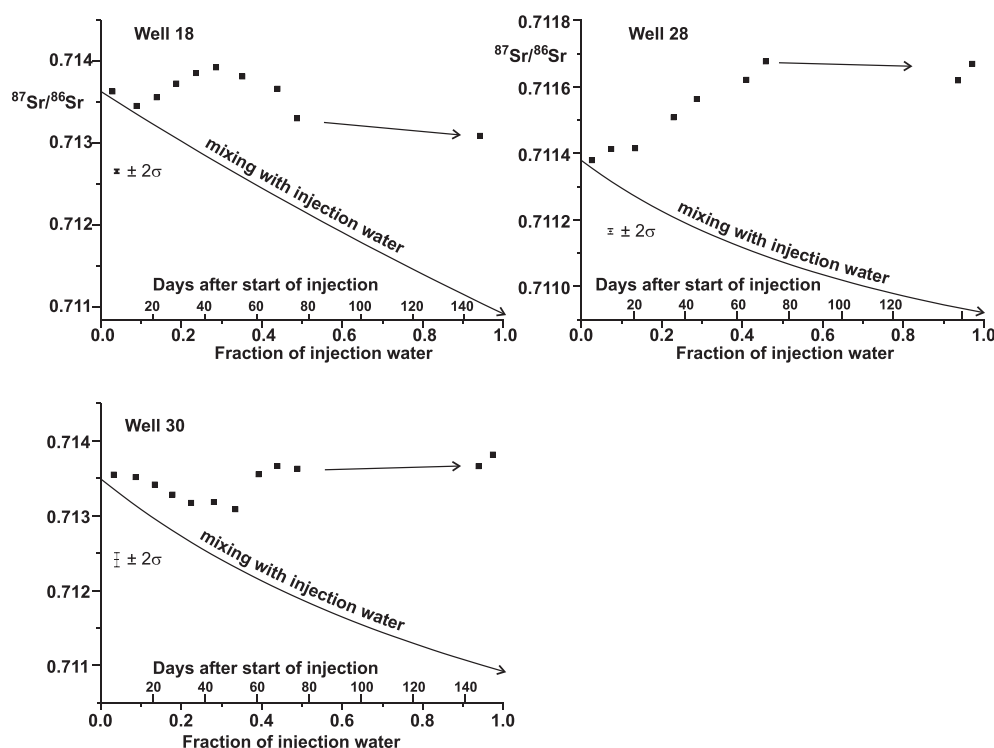 Well 18
0.714
⁸⁷Sr/⁸⁶Sr
0.713
± 2σ
mixing with injection water
0.712
Days after start of injection
0.711
20 40 60 80 100 120 140
0.0 0.2 0.4 0.6 0.8 1.0
Fraction of injection water
0.7118
Well 28
⁸⁷Sr/⁸⁶Sr
0.7116
0.7114
0.7112
± 2σ
mixing with injection water
0.7110
Days after start of injection
20 40 60 80 100 120
0.0 0.2 0.4 0.6 0.8 1.0
Fraction of injection water
Well 30
0.714
0.713
± 2σ
mixing with injection water
0.712
0.711
Days after start of injection
20 40 60 80 100 120 140
0.0 0.2 0.4 0.6 0.8 1.0
Fraction of injection water